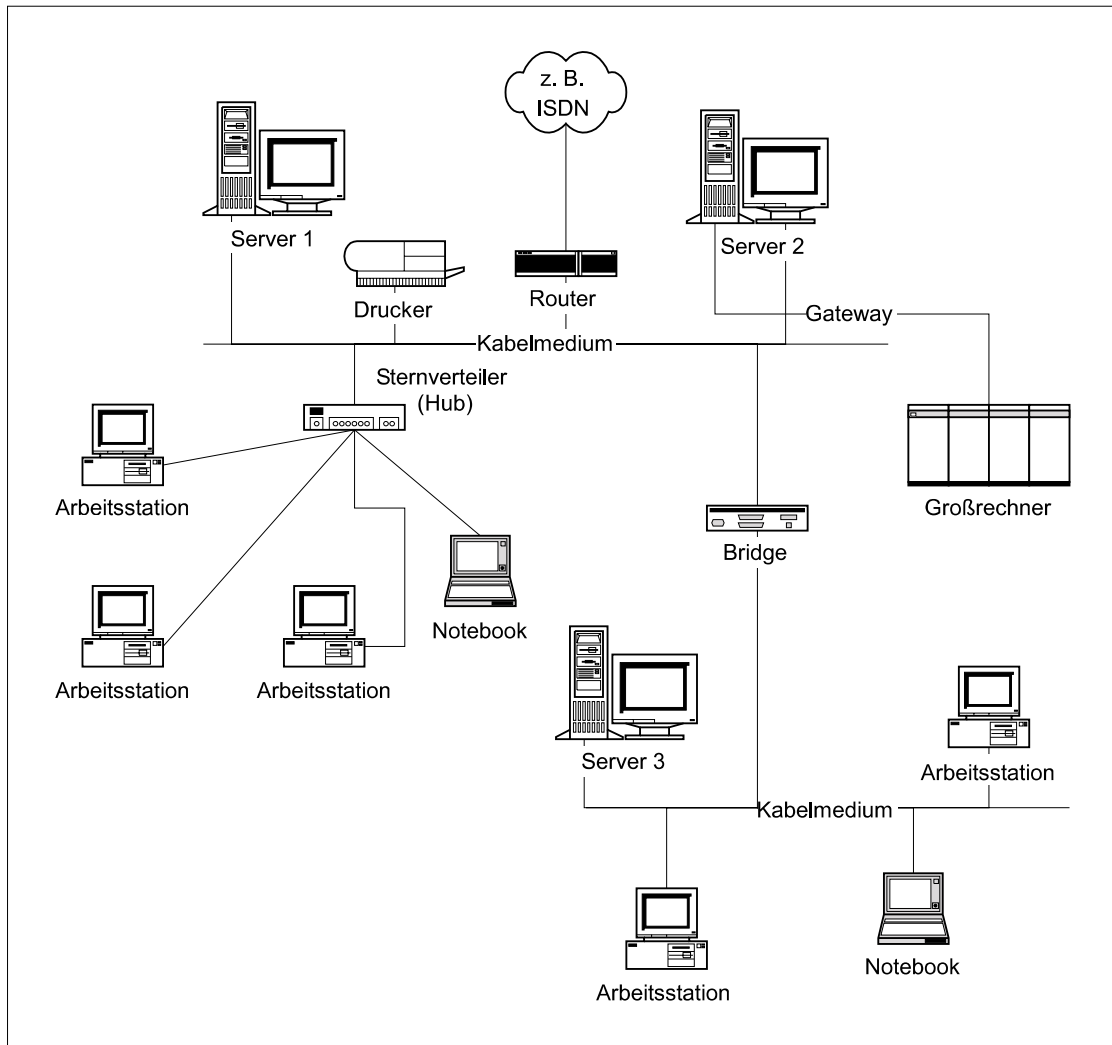 z. B.
ISDN
Server 1
Server 2
Drucker
Router
Gateway
Kabelmedium
Sternverteiler
(Hub)
Arbeitsstation
Großrechner
Bridge
Notebook
Arbeitsstation
Arbeitsstation
Server 3
Arbeitsstation
Kabelmedium
Notebook
Arbeitsstation